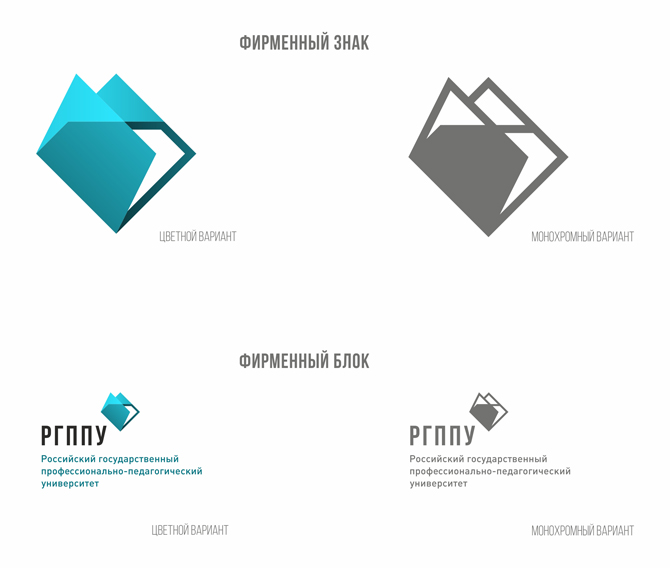 ФИРМЕННЫЙ ЗНАК
ЦВЕТНОЙ ВАРИАНТ
МОНОХРОМНЫЙ ВАРИАНТ
ФИРМЕННЫЙ БЛОК
РГППУ
Российский государственный
профессионально-педагогический
университет
ЦВЕТНОЙ ВАРИАНТ
РГППУ
Российский государственный
профессионально-педагогический
университет
МОНОХРОМНЫЙ ВАРИАНТ